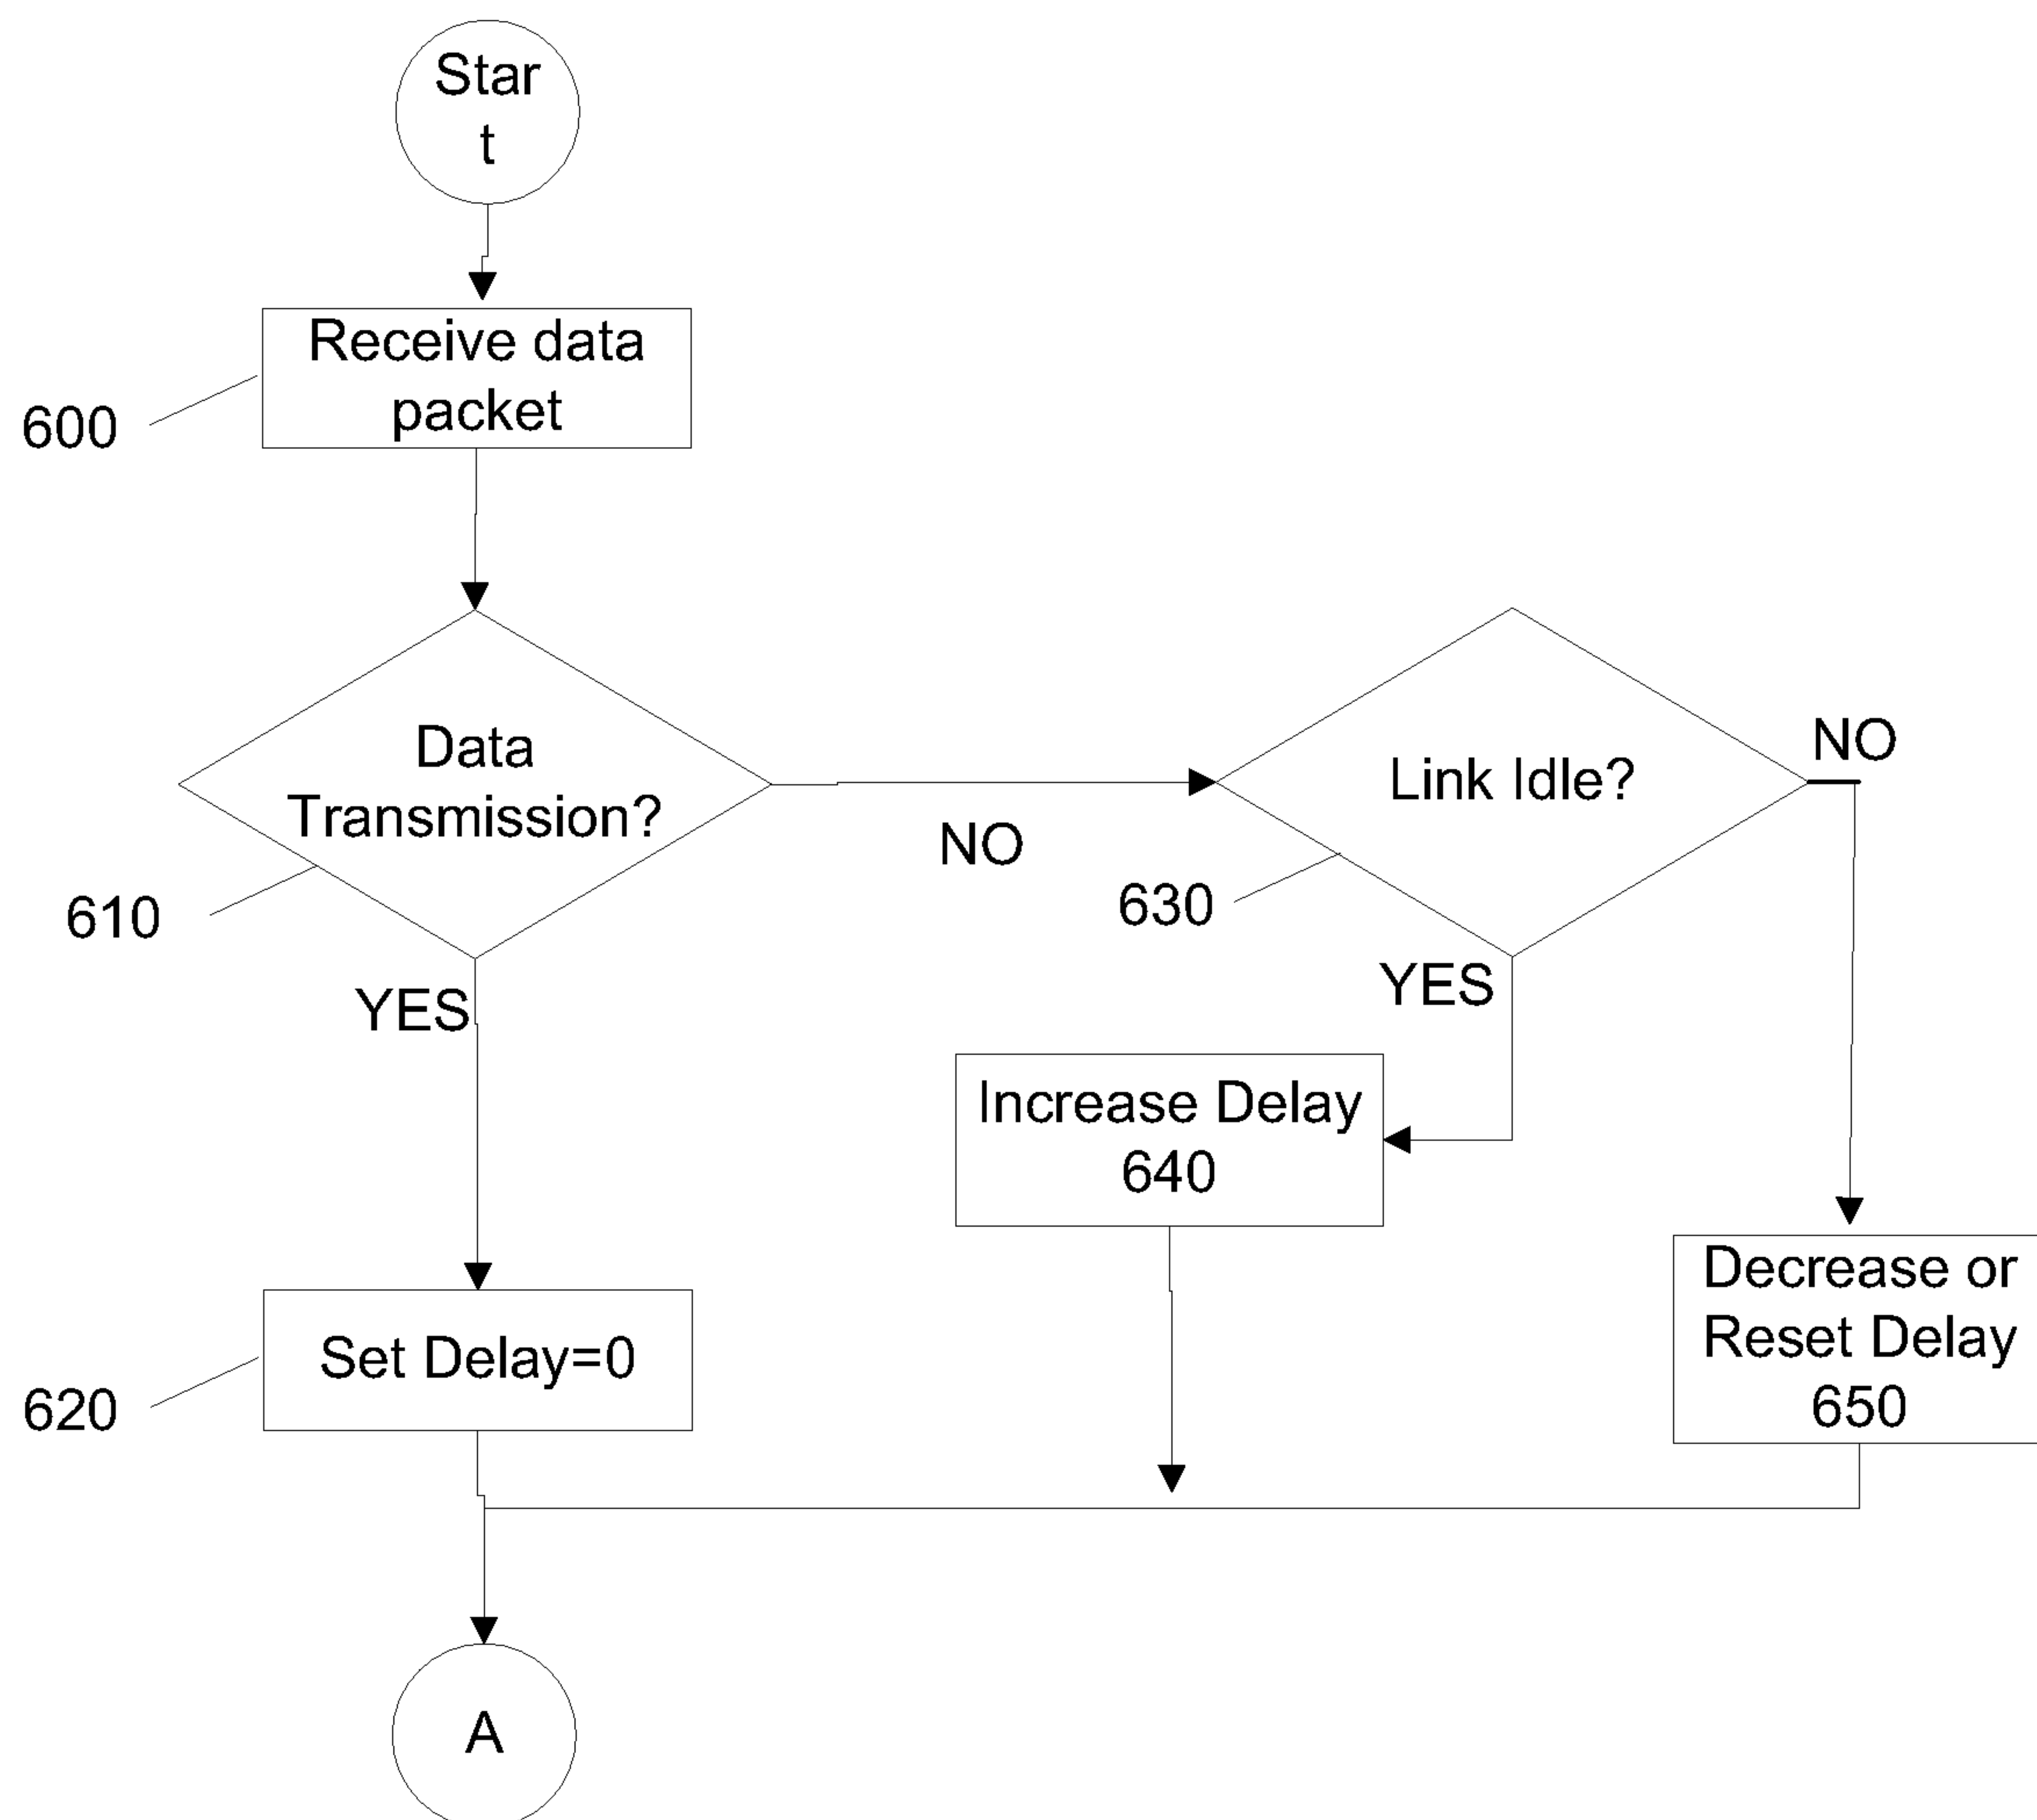 Star
t
Receive data
packet
600
Data
Transmission?
610
NO
Link Idle?
630
NO
YES
YES
Increase Delay
640
Decrease or
Reset Delay
650
Set Delay=0
620
A